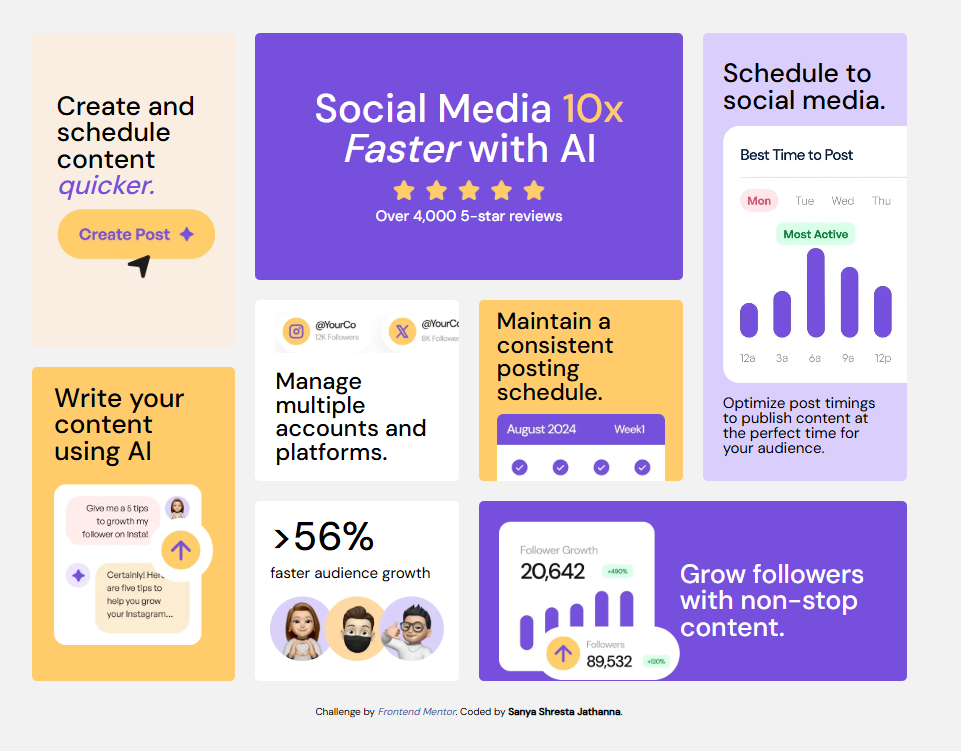 Create and
schedule
content
quicker.
Create Post
Social Media 10x
Faster with AI
Over 4,000 5-star reviews
Schedule to
social media.
Best Time to Post
Mon Tue Wed Thu
Most Active
12a 3a 6a 9a 12p
Optimize post timings
to publish content at
the perfect time for
your audience.
Write your
content
using AI
Give me a 5 tips
to growth my
follower on Insta!
Certainly!
are five tips to
help you grow
your Instagram...
@YourCo
12K Followers
@YourCo
8K Follower
Manage
multiple
accounts and
platforms.
Maintain a
consistent
posting
schedule.
August 2024 Week1
>56%
faster audience growth
Follower Growth
20,642 +490%
Followers
89,532 +120%
Grow followers
with non-stop
content.
Challenge by Frontend Mentor. Coded by Sanya Shresta Jathanna.